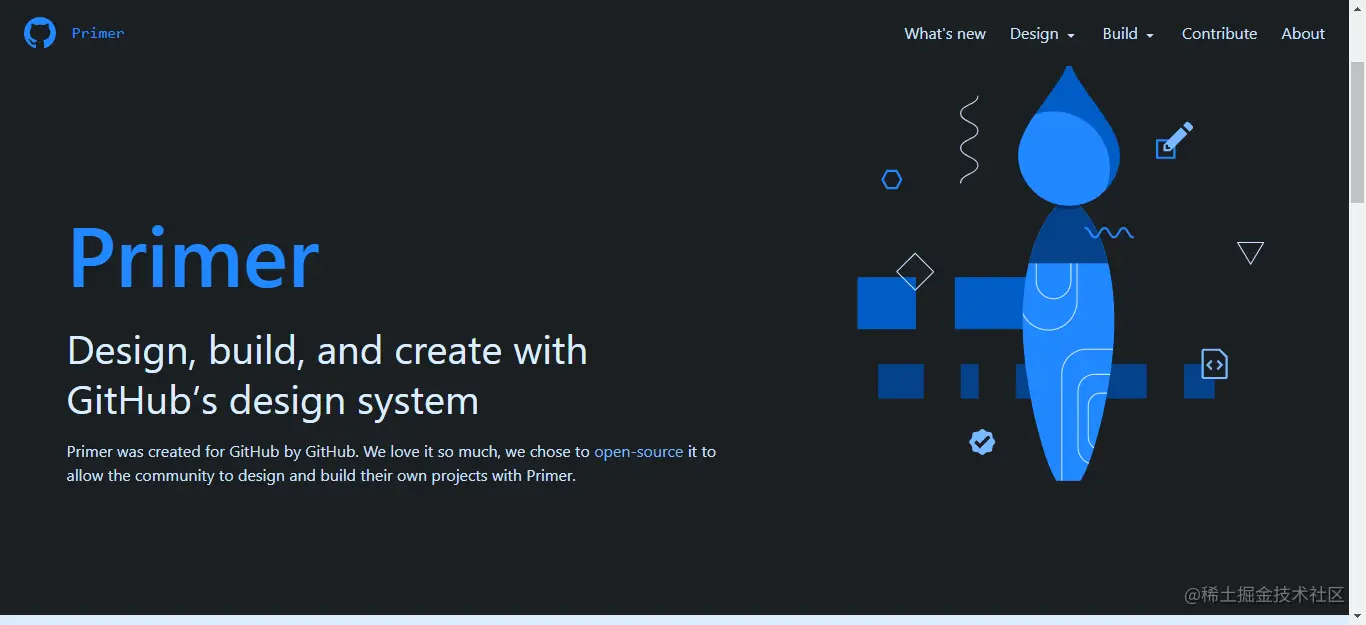 Primer
What's new Design Build Contribute About
Primer
Design, build, and create with
GitHub’s design system
Primer was created for GitHub by GitHub. We love it so much, we chose to open-source it to
allow the community to design and build their own projects with Primer.
@稀土掘金技术社区